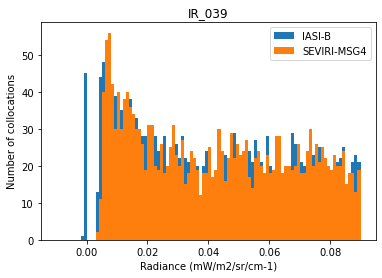 IR_039
IASI-B
SEVIRI-MSG4
Number of collocations
50
40
30
20
10
0
0.00 0.02 0.04 0.06 0.08
Radiance (mW/m2/sr/cm-1)